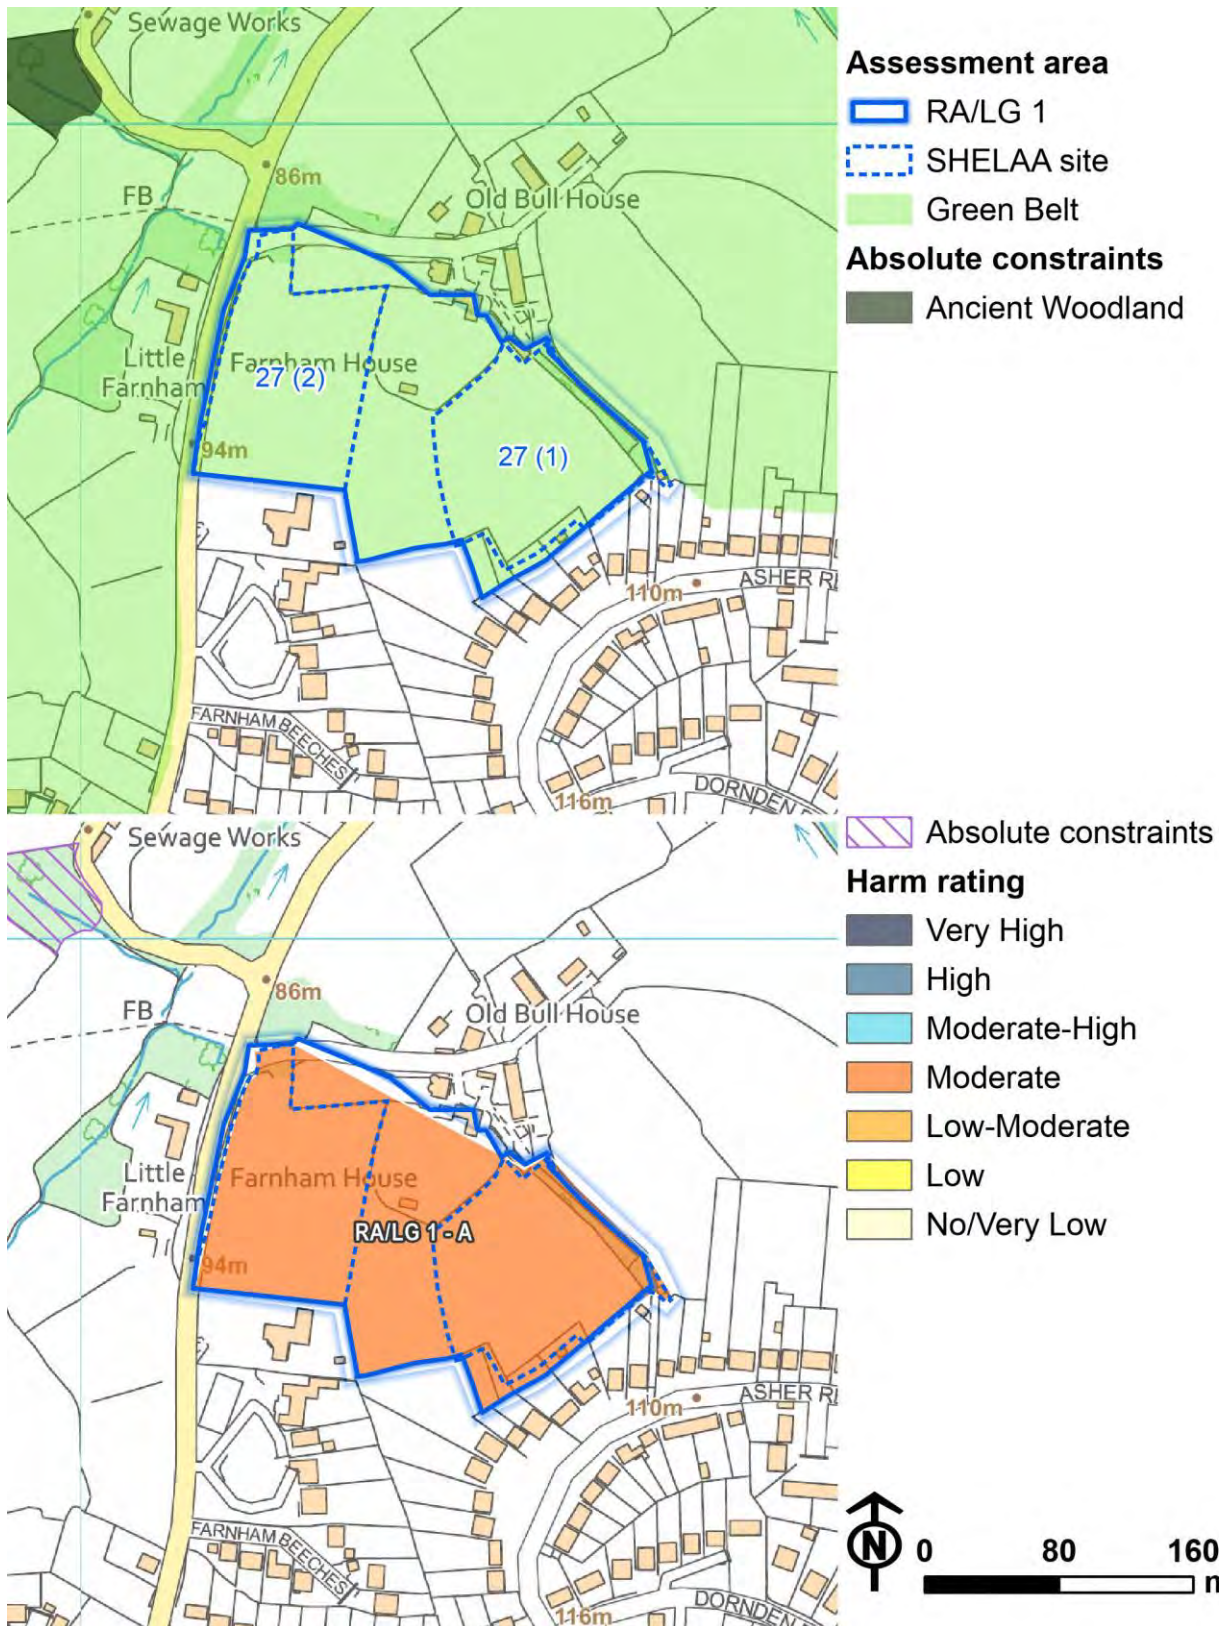 Sewage Works
86m
FB
Old Bull House
Little
Farnham
Farnham House
27 (2)
27 (1)
94m
ASHER R
110m
FARNHAM BEECHES
116m
DORNDEN
Assessment area
RA/LG 1
SHELAA site
Green Belt
Absolute constraints
Ancient Woodland
Sewage Works
86m
FB
Old Bull House
Little
Farnham
Farnham House
RA/LG 1 - A
94m
ASHER R
110m
FARNHAM BEECHES
116m
DORNDEN
Absolute constraints
Harm rating
Very High
High
Moderate-High
Moderate
Low-Moderate
Low
No/Very Low
N
0 80 160